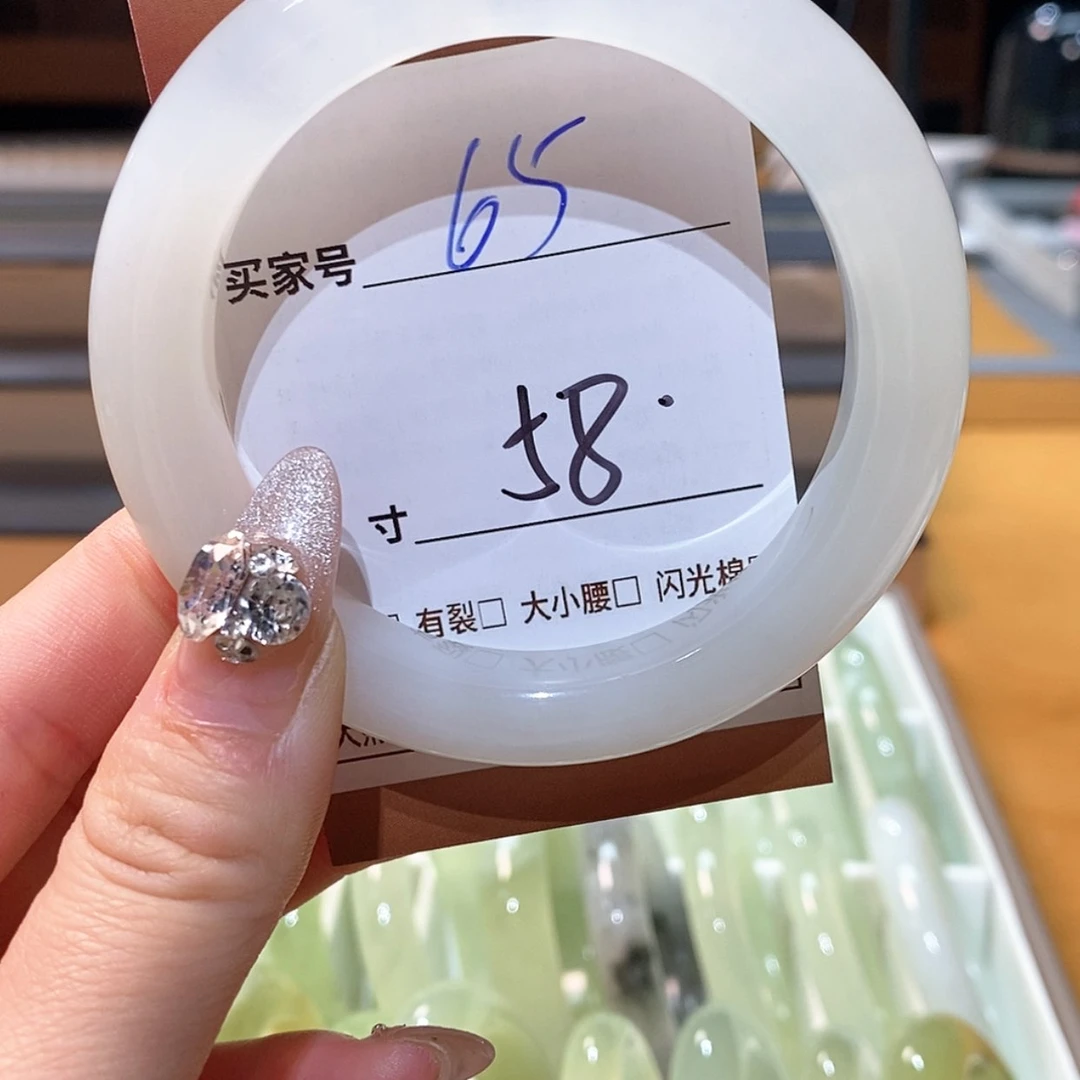 买家号 65
寸 58.
有裂□ 大小腰□ 闪光棉